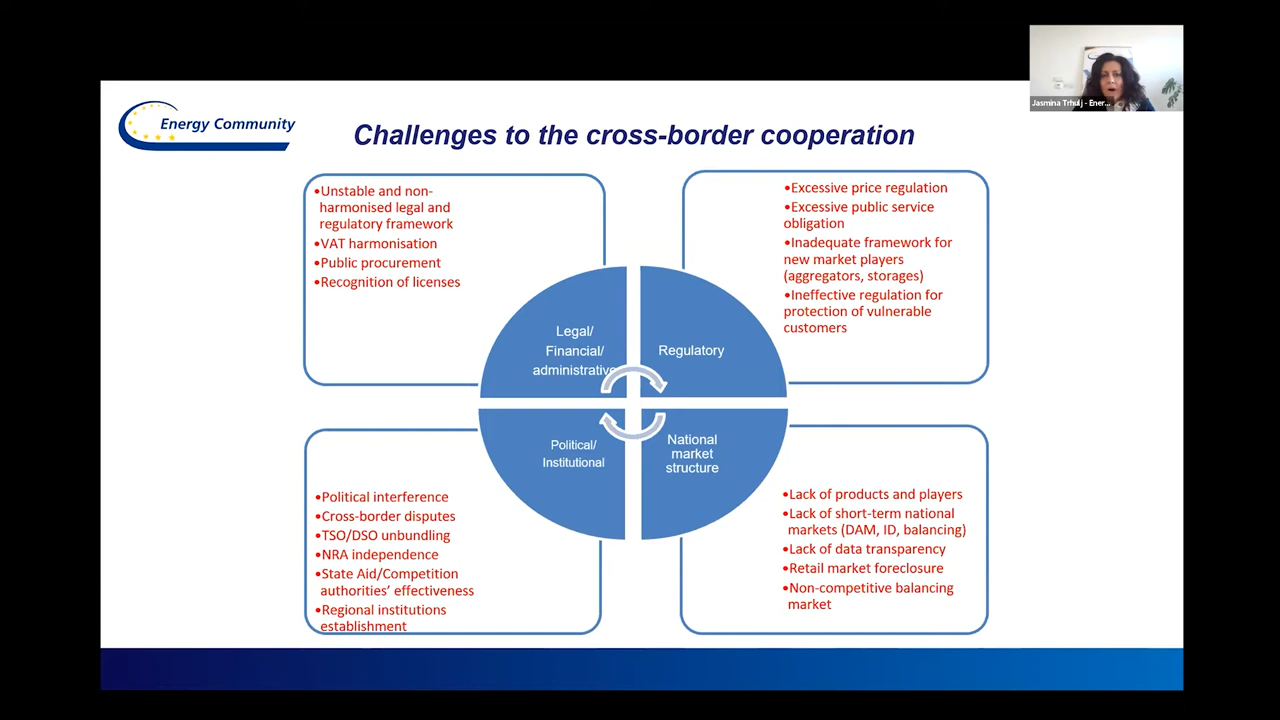 Jasmina Trhulj - Ener...
Energy Community
Challenges to the cross-border cooperation
•Unstable and non-
harmonised legal and
regulatory framework
•VAT harmonisation
•Public procurement
•Recognition of licenses
•Excessive price regulation
•Excessive public service
obligation
•Inadequate framework for
new market players
(aggregators, storages)
•Ineffective regulation for
protection of vulnerable
customers
Legal/
Financial/
administrative
Regulatory
Political/
Institutional
National
market
structure
•Political interference
•Cross-border disputes
•TSO/DSO unbundling
•NRA independence
•State Aid/Competition
authorities’ effectiveness
•Regional institutions
establishment
•Lack of products and players
•Lack of short-term national
markets (DAM, ID, balancing)
•Lack of data transparency
•Retail market foreclosure
•Non-competitive balancing
market